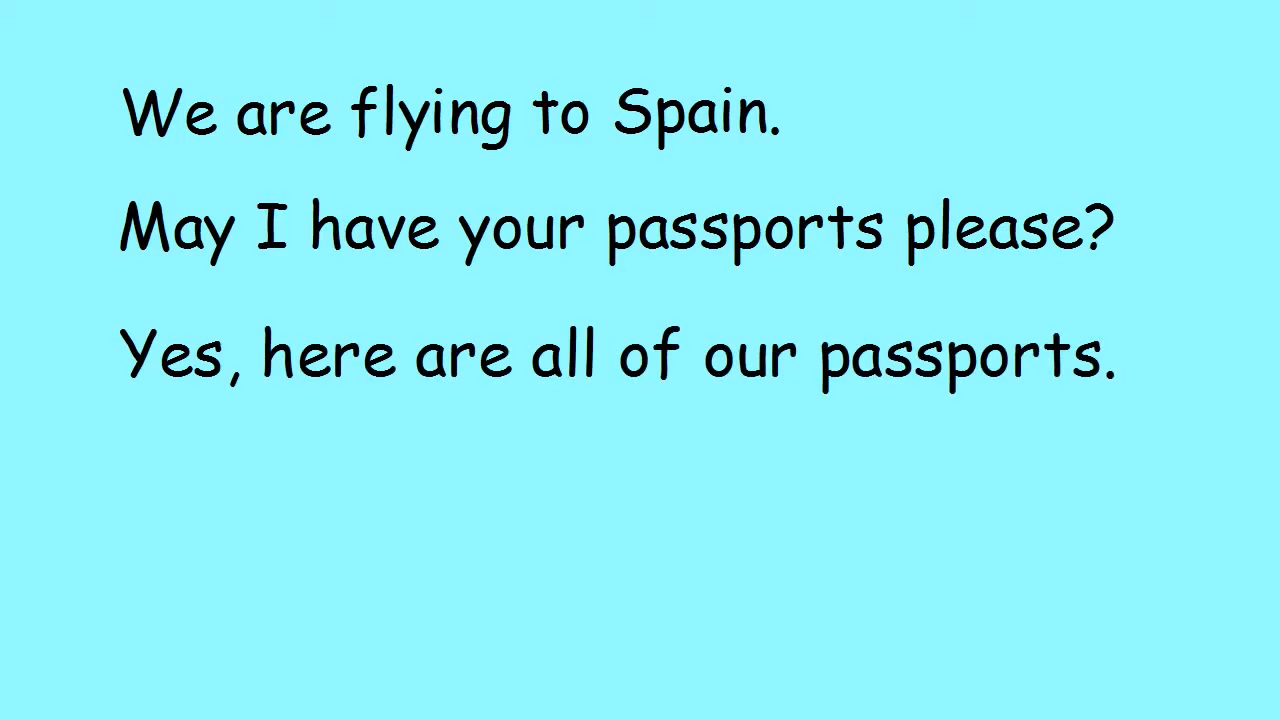 We are flying to Spain.
May I have your passports please?
Yes, here are all of our passports.